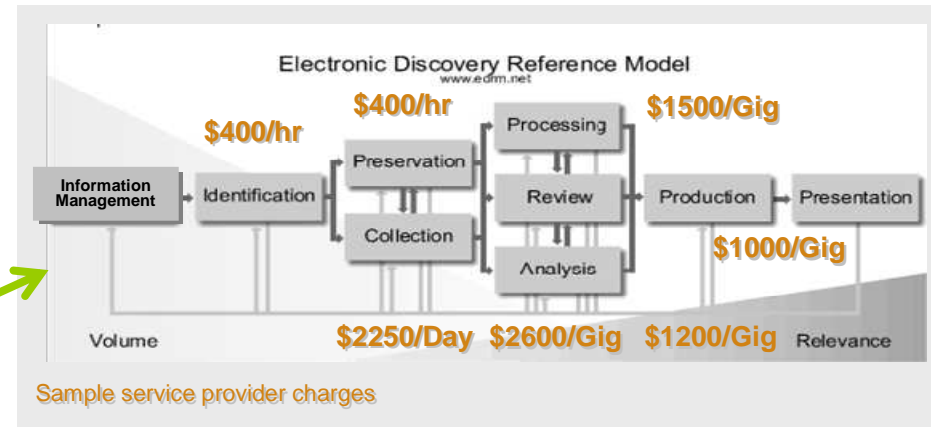 Electronic Discovery Reference Model
www.edrm.net
$400/hr
$400/hr
$1500/Gig
Processing
Preservation
Information
Management
Identification
Review
Production
Presentation
Collection
$1000/Gig
Analysis
Volume
$2250/Day
$2600/Gig
$1200/Gig
Relevance
Sample service provider charges